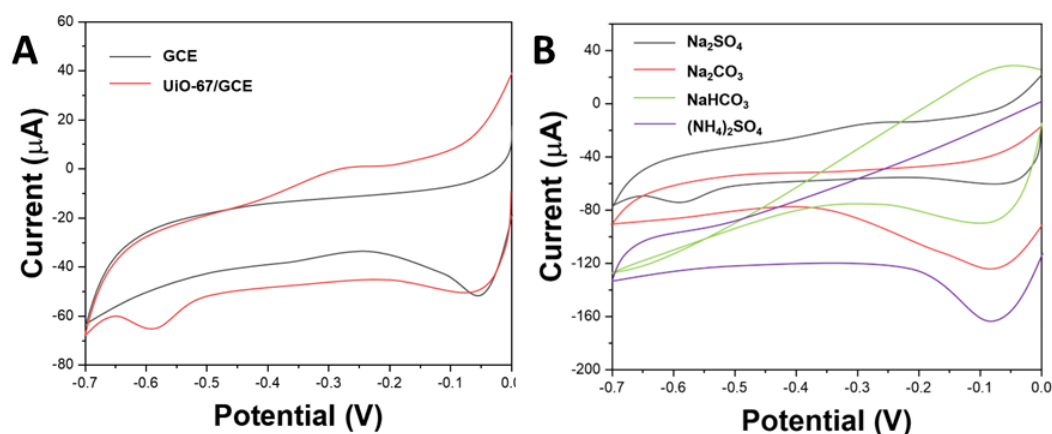 A
GCE
UiO-67/GCE
60
40
20
0
-20
-40
-60
-80
Current (μA)
-0.7 -0.6 -0.5 -0.4 -0.3 -0.2 -0.1 0.0
Potential (V)
B
Na₂SO₄
Na₂CO₃
NaHCO₃
(NH₄)₂SO₄
40
0
-40
-80
-120
-160
-200
Current (μA)
-0.7 -0.6 -0.5 -0.4 -0.3 -0.2 -0.1 0.0
Potential (V)